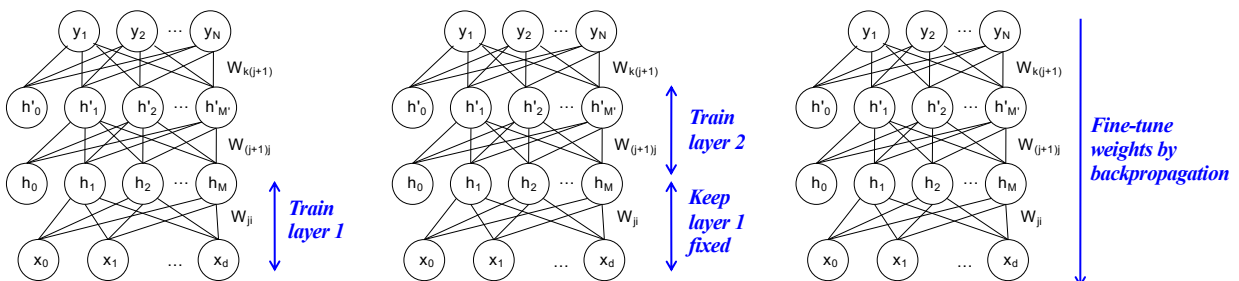 y1 y2 ... yN
Wk(j+1)
h'0 h'1 h'2 ... h'M'
W(j+1)j
h0 h1 h2 ... hM
Wji
x0 x1 ... xd
Train
layer 1
y1 y2 ... yN
Wk(j+1)
h'0 h'1 h'2 ... h'M'
Train
layer 2
W(j+1)j
h0 h1 h2 ... hM
Keep
layer 1
fixed
Wji
x0 x1 ... xd
y1 y2 ... yN
Wk(j+1)
h'0 h'1 h'2 ... h'M'
W(j+1)j
h0 h1 h2 ... hM
Wji
x0 x1 ... xd
Fine-tune
weights by
backpropagation